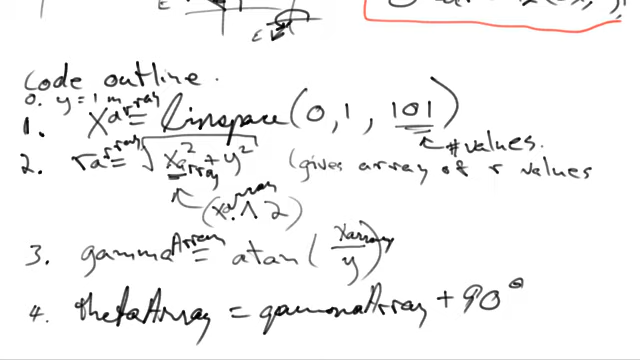 E
E
Code outline.
0. y = 1 m
1. Xarray = linspace(0, 1, 101)
# values.
2. rarray = √(xarray² + y²) (gives array of r values
(xarray.^2)
3. gammaArray = atan(xarray/y)
4. thetaArray = gammaArray + 90°